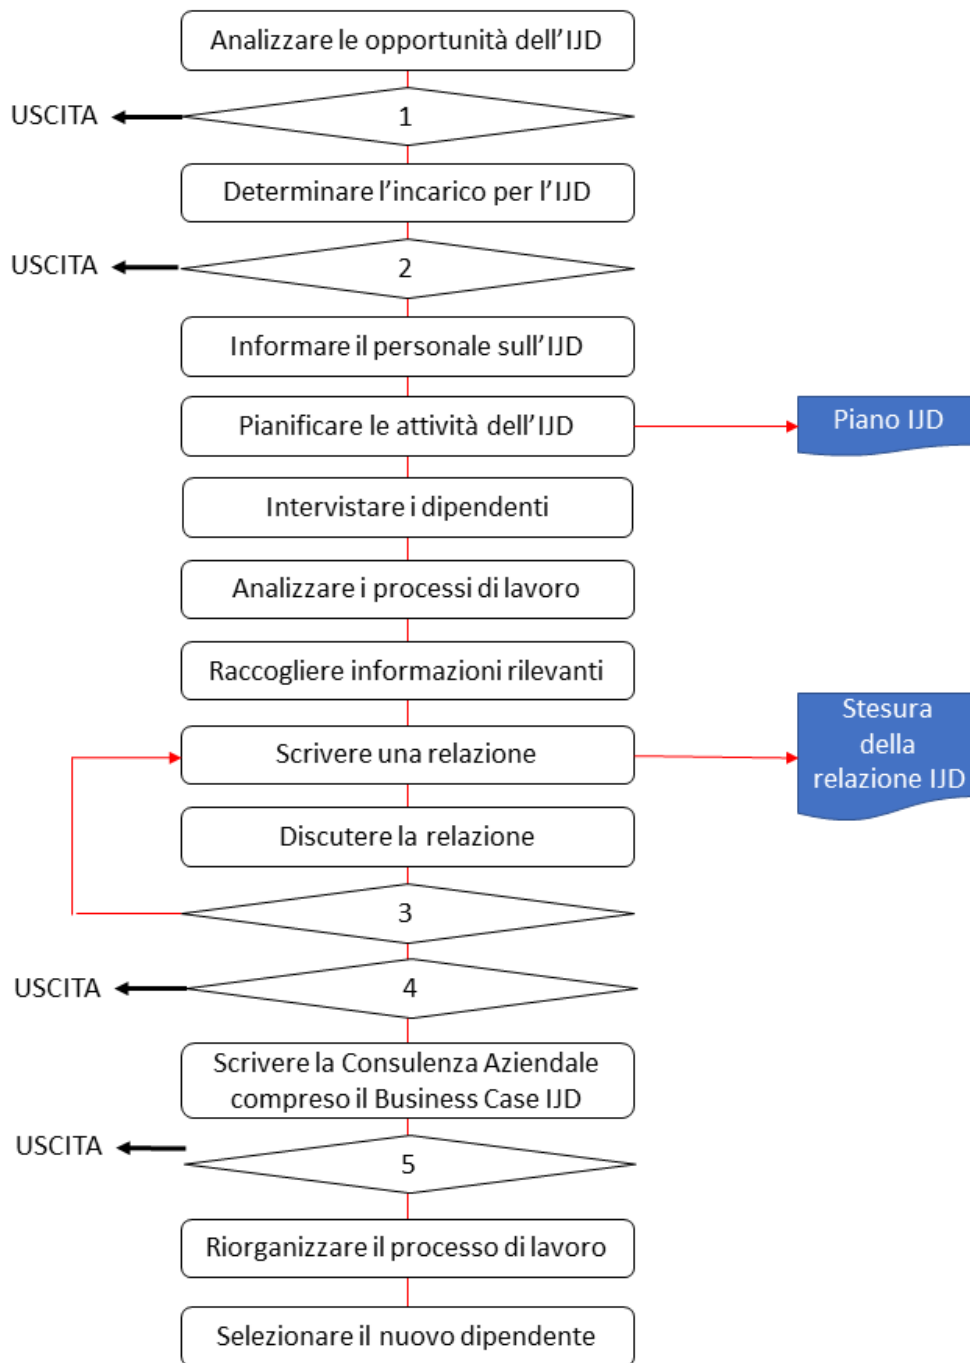 Analizzare le opportunità dell'IJD
USCITA
1
Determinare l'incarico per l'IJD
USCITA
2
Informare il personale sull'IJD
Pianificare le attività dell'IJD
Piano IJD
Intervistare i dipendenti
Analizzare i processi di lavoro
Raccogliere informazioni rilevanti
Scrivere una relazione
Stesura
della
relazione IJD
Discutere la relazione
3
USCITA
4
Scrivere la Consulenza Aziendale
compreso il Business Case IJD
USCITA
5
Riorganizzare il processo di lavoro
Selezionare il nuovo dipendente